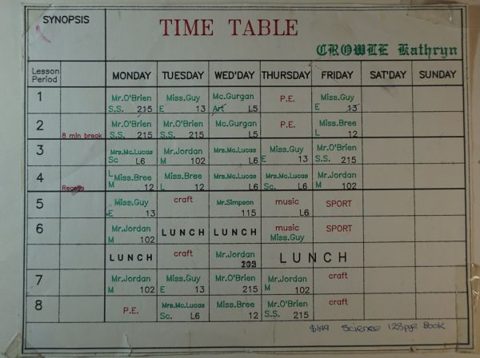 SYNOPSIS
TIME TABLE
CROWLE Kathryn
Lesson Period MONDAY TUESDAY WED'DAY THURSDAY FRIDAY SAT'DAY SUNDAY
1 Mr.O'Brien Miss.Guy Mc.Gurgan P.E. Miss.Guy
S.S. 215 E 13 Art L5 E 13
2 Mr.O'Brien Mr.O'Brien Mc.Gurgan P.E. Miss.Bree
8 min break S.S. 215 S.S. 215 L5 L 12
3 Mrs.Mc.Lucas Mr.Jordan Mrs.Mc.Lucas Miss.Guy Mr.O'Brien
Sc L6 M 102 L6 E 13 S.S. 215
4 L Miss.Bree Miss.Bree Mrs.Mc.Lucas Mrs.Mc.Lucas Mr.Jordan
Recess M 12 L 12 L6 Sc L6 M 102
5 Miss.Guy craft Mr.Simpson music SPORT
E 13 115 L6
6 Mr.Jordan LUNCH LUNCH music SPORT
M 102 Miss.Guy
LUNCH craft Mr.Jordan LUNCH
7 Mr.Jordan Miss.Guy Mr.O'Brien Mr.Jordan craft
M 102 E 13 215 M 102
8 P.E. Mrs.Mc.Lucas Miss.Bree Mr.O'Brien craft
Sc. L6 12 S.S. 215
Science 128pge Book